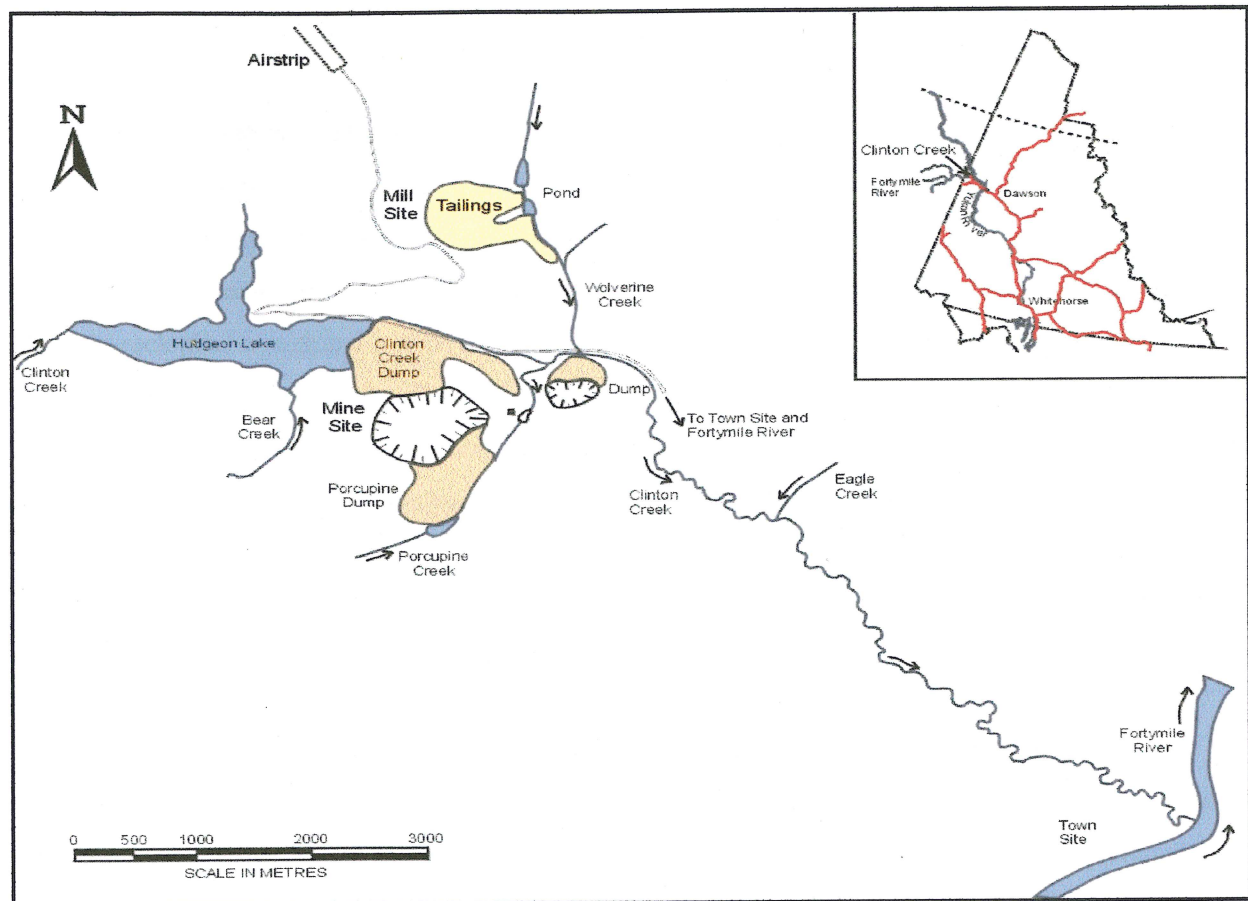 Airstrip
N
Mill
Site
Tailings
Pond
Wolverine
Creek
Hudgeon Lake
Clinton
Creek
Dump
Clinton
Creek
Bear
Creek
Mine
Site
Dump
To Town Site and
Fortymile River
Porcupine
Dump
Clinton
Creek
Eagle
Creek
Porcupine
Creek
Fortymile
River
Town
Site
0 500 1000 2000 3000
SCALE IN METRES
Clinton Creek
Fortymile
River
Dawson
Yukon River
Whitehorse